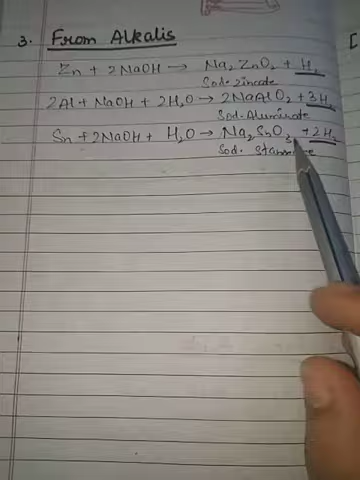 3. From Alkalis
Zn + 2NaOH → Na₂ZnO₂ + H₂
Sod. Zincate
2Al + NaOH + 2H₂O → 2NaAlO₂ + 3H₂
Sod. Aluminate
Sn + 2NaOH + H₂O → Na₂SnO₃ + 2H₂
Sod.